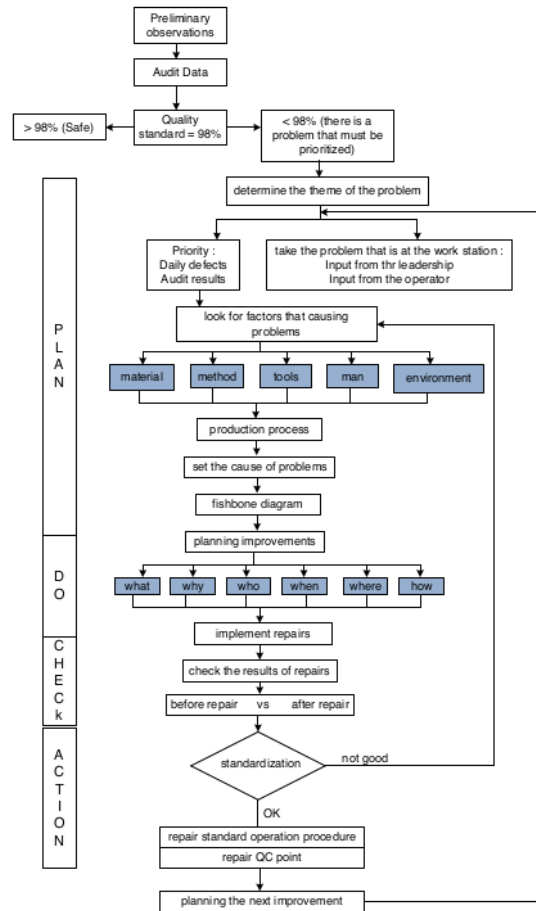 Preliminary
observations
Audit Data
> 98% (Safe)
Quality
standard = 98%
< 98% (there is a
problem that must be
prioritized)
determine the theme of the problem
Priority :
Daily defects
Audit results
take the problem that is at the work station :
Input from thr leadership
Input from the operator
look for factors that causing
problems
PLAN
material
method
tools
man
environment
production process
set the cause of problems
fishbone diagram
planning improvements
DO
what
why
who
when
where
how
implement repairs
CHECk
check the results of repairs
before repair vs after repair
ACTION
standardization
not good
OK
repair standard operation procedure
repair QC point
planning the next improvement